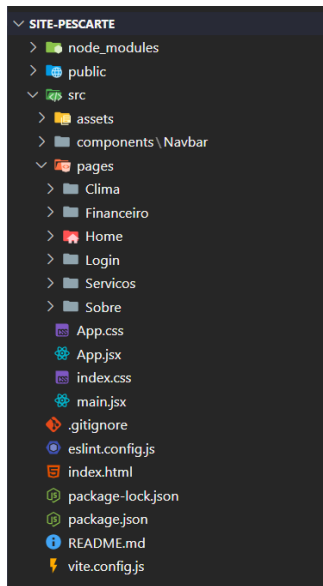 SITE-PESCARTE
node_modules
public
src
assets
components\Navbar
pages
Clima
Financeiro
Home
Login
Servicos
Sobre
App.css
App.jsx
index.css
main.jsx
.gitignore
eslint.config.js
index.html
package-lock.json
package.json
README.md
vite.config.js